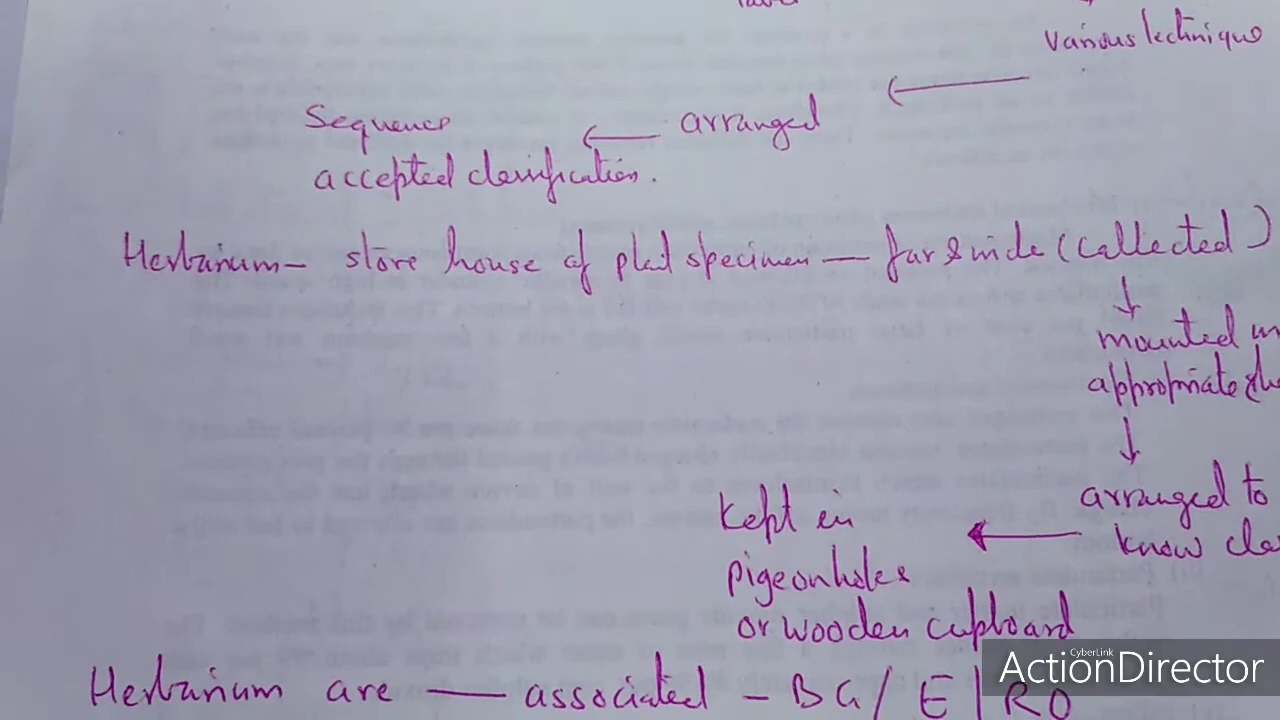 various technique
arranged
Sequence
accepted classification.
Herbarium - store house of plant specimen - far & wide (collected)
mounted
appropriate
arranged to
know
Kept in
pigeonholes
or wooden cupboard
Herbarium are - associated - BG/ E / RO
CyberLink
ActionDirector